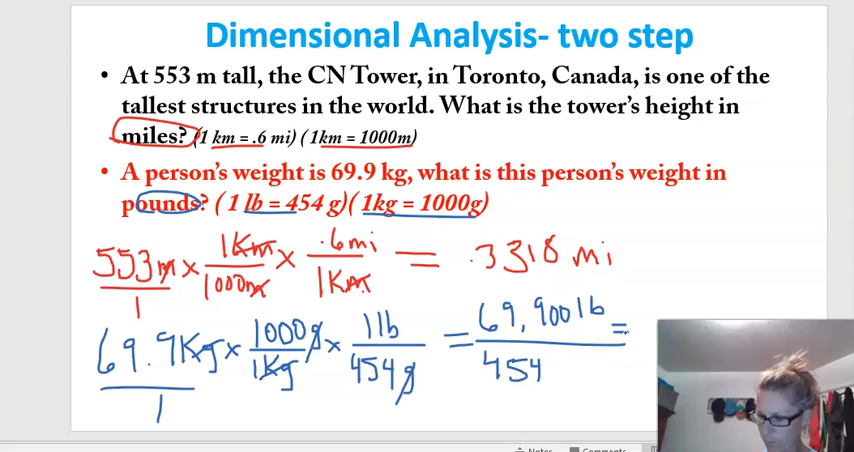 Dimensional Analysis- two step
• At 553 m tall, the CN Tower, in Toronto, Canada, is one of the
tallest structures in the world. What is the tower's height in
miles? (1 km = .6 mi) (1km = 1000m)
• A person's weight is 69.9 kg, what is this person's weight in
pounds? (1 lb = 454 g)(1kg = 1000g)
553m/1 × 1Km/1000m × .6mi/1Km = .3318 mi
69.9Kg/1 × 1000g/1Kg × 1lb/454g = 69,900lb/454 =
Notes Comments